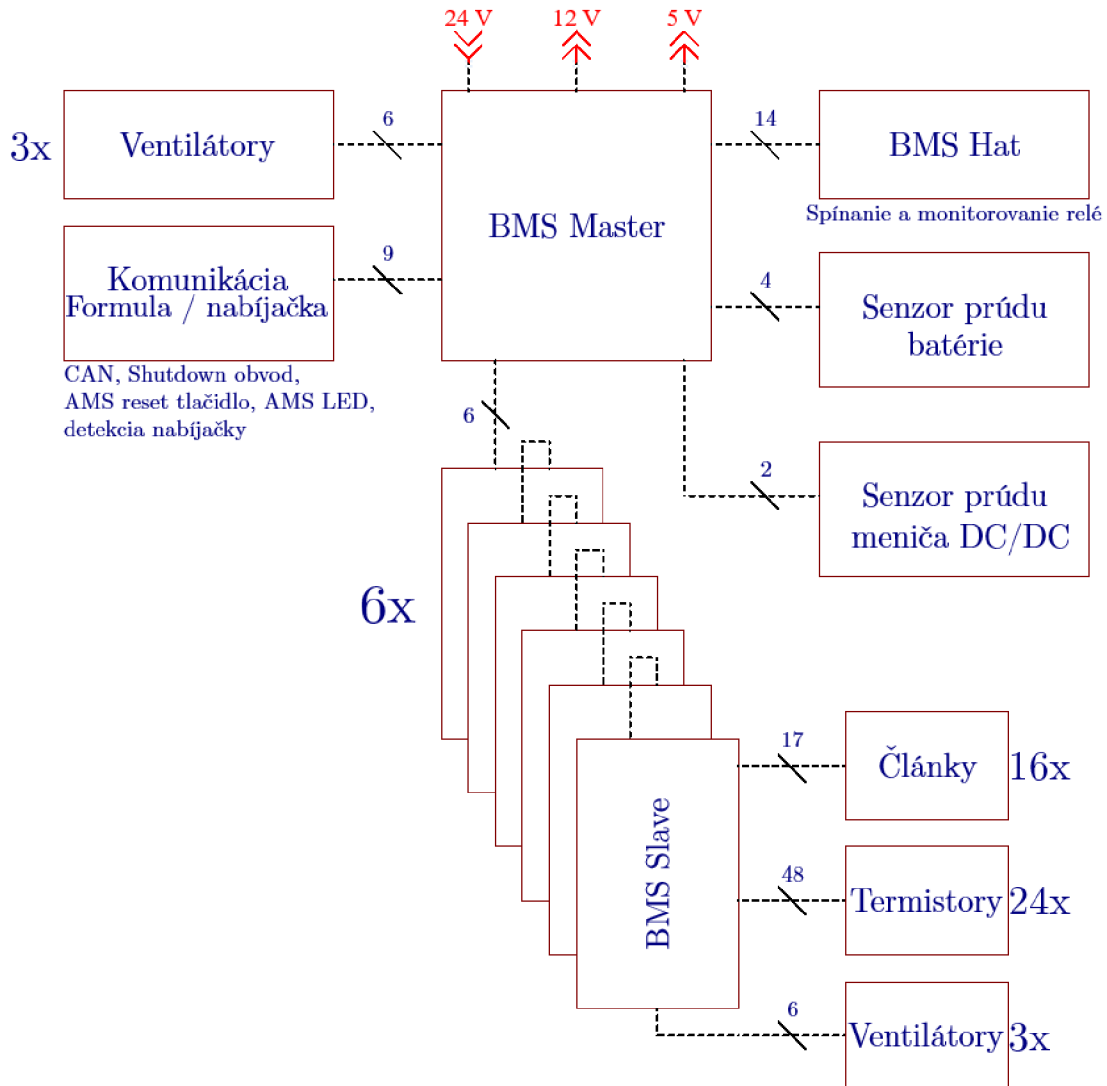 24 V
12 V
5 V
3x
Ventilátory
6
BMS Master
14
BMS Hat
Spínanie a monitorovanie relé
Komunikácia
Formula / nabíjačka
9
CAN, Shutdown obvod,
AMS reset tlačidlo, AMS LED,
detekcia nabíjačky
4
Senzor prúdu
batérie
6
2
Senzor prúdu
meniča DC/DC
6x
BMS Slave
17
Články
16x
48
Termistory
24x
6
Ventilátory
3x